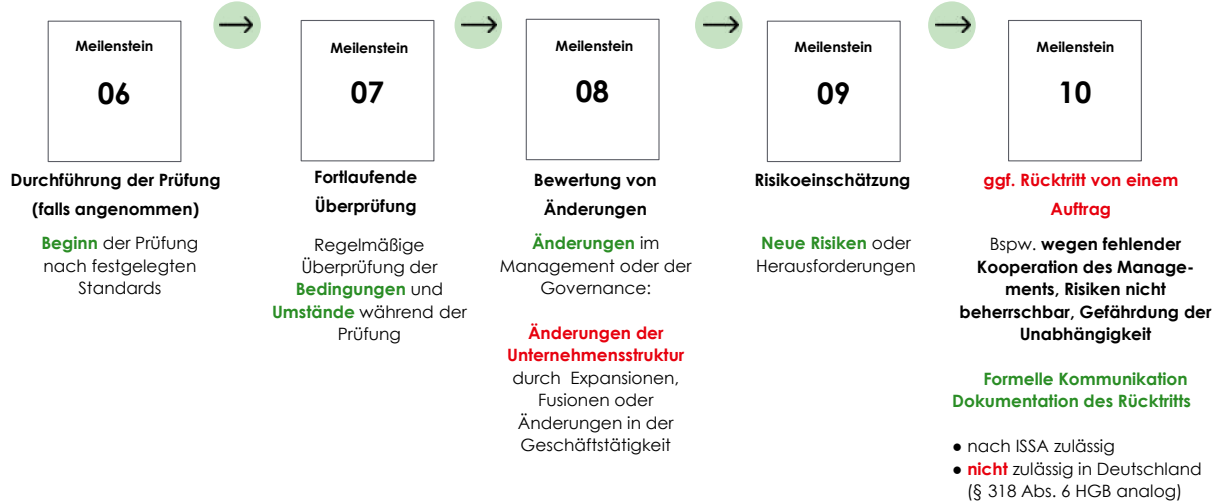 Meilenstein
06
Durchführung der Prüfung
(falls angenommen)
Beginn der Prüfung
nach festgelegten
Standards
Meilenstein
07
Fortlaufende
Überprüfung
Regelmäßige
Überprüfung der
Bedingungen und
Umstände während der
Prüfung
Meilenstein
08
Bewertung von
Änderungen
Änderungen im
Management oder der
Governance:
Änderungen der
Unternehmensstruktur
durch Expansionen,
Fusionen oder
Änderungen in der
Geschäftstätigkeit
Meilenstein
09
Risikoeinschätzung
Neue Risiken oder
Herausforderungen
Meilenstein
10
ggf. Rücktritt von einem
Auftrag
Bspw. wegen fehlender
Kooperation des Manage-
ments, Risiken nicht
beherrschbar, Gefährdung der
Unabhängigkeit
Formelle Kommunikation
Dokumentation des Rücktritts
● nach ISSA zulässig
● nicht zulässig in Deutschland
(§ 318 Abs. 6 HGB analog)